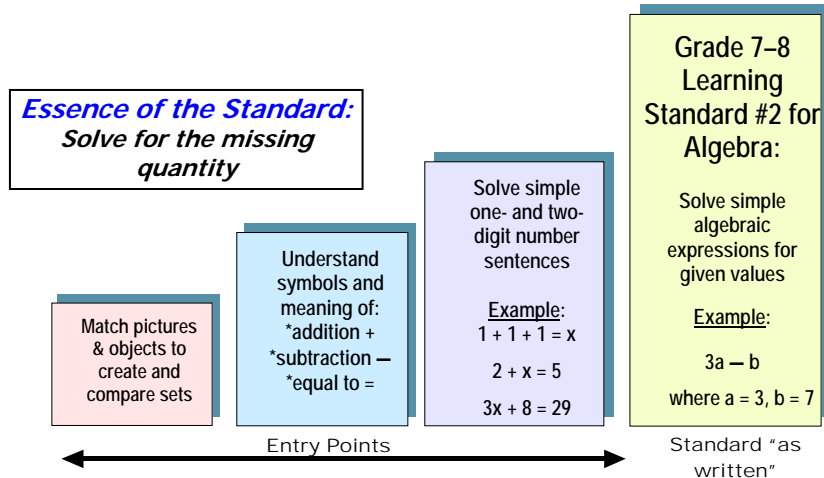 Essence of the Standard:
Solve for the missing
quantity
Match pictures
& objects to
create and
compare sets
Understand
symbols and
meaning of:
*addition +
*subtraction –
*equal to =
Solve simple
one- and two-
digit number
sentences
Example:
1 + 1 + 1 = x
2 + x = 5
3x + 8 = 29
Grade 7–8
Learning
Standard #2 for
Algebra:
Solve simple
algebraic
expressions for
given values
Example:
3a – b
where a = 3, b = 7
Entry Points
Standard "as
written"